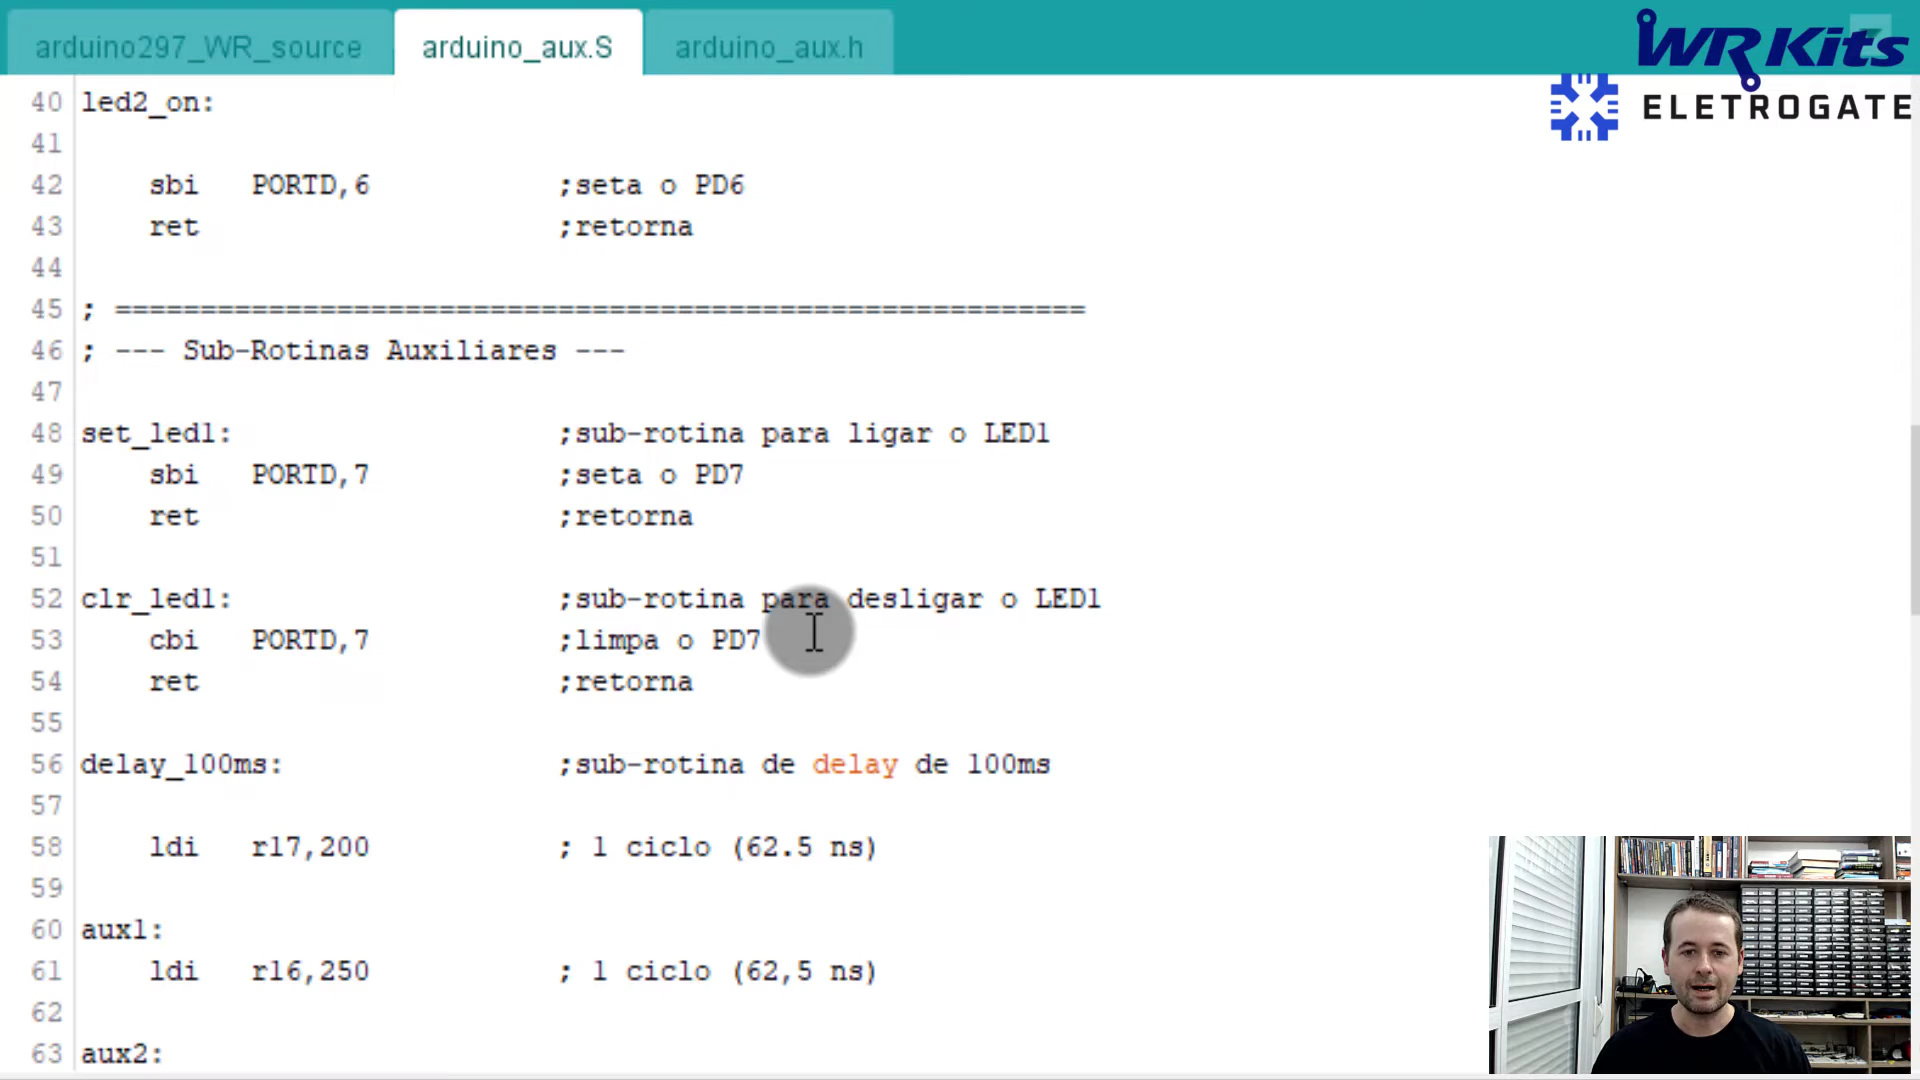 arduino297_WR_source arduino_aux.S arduino_aux.h
WR Kits
ELETROGATE
40 led2_on:
41
42 sbi PORTD,6 ;seta o PD6
43 ret ;retorna
44
45 ; =========================================================
46 ; --- Sub-Rotinas Auxiliares ---
47
48 set_led1: ;sub-rotina para ligar o LED1
49 sbi PORTD,7 ;seta o PD7
50 ret ;retorna
51
52 clr_led1: ;sub-rotina para desligar o LED1
53 cbi PORTD,7 ;limpa o PD7
54 ret ;retorna
55
56 delay_100ms: ;sub-rotina de delay de 100ms
57
58 ldi r17,200 ; 1 ciclo (62.5 ns)
59
60 aux1:
61 ldi r16,250 ; 1 ciclo (62,5 ns)
62
63 aux2: